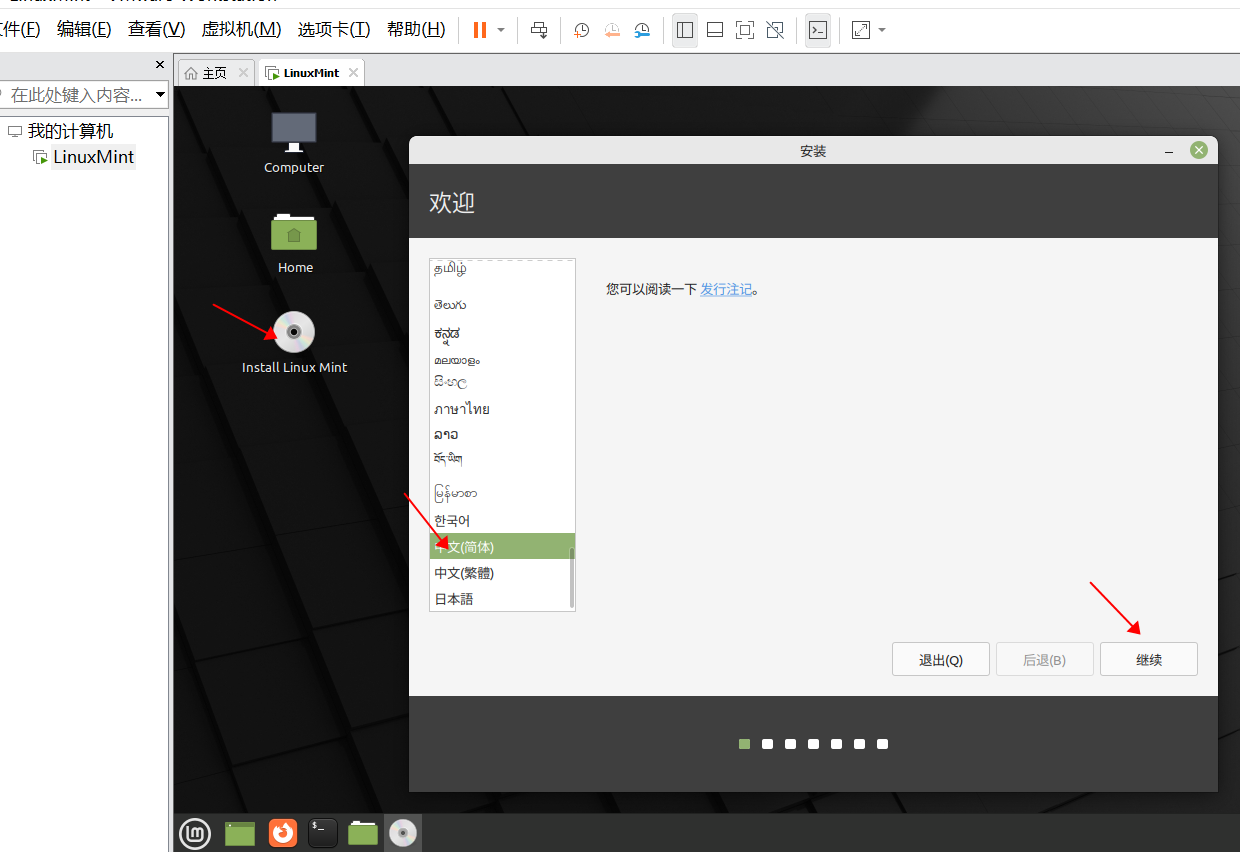 件(F) 编辑(E) 查看(V) 虚拟机(M) 选项卡(T) 帮助(H)
主页 LinuxMint
在此处键入内容...
我的计算机
LinuxMint
Computer
Home
Install Linux Mint
安装
欢迎
தமிழ்
తెలుగు
ಕನ್ನಡ
മലയാളം
සිංහල
ภาษาไทย
ລາວ
བོད་ཡིག
မြန်မာစာ
한국어
中文(简体)
中文(繁體)
日本語
您可以阅读一下 发行注记。
退出(Q) 后退(B) 继续